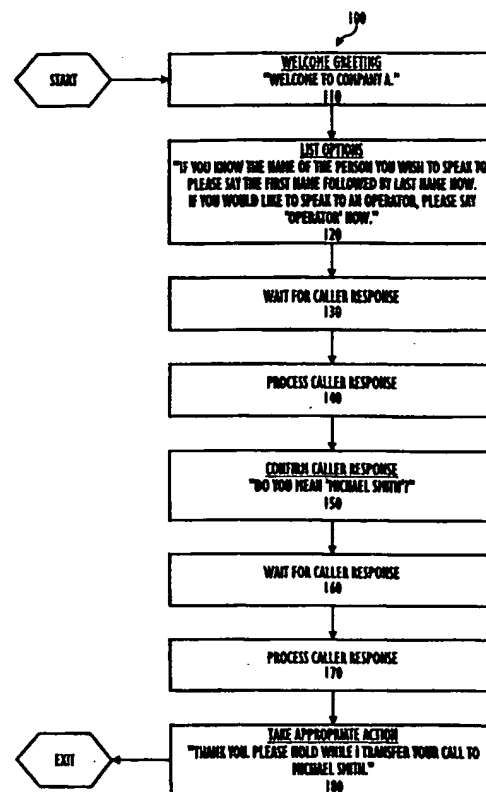 100
START
WELCOME GREETING
"WELCOME TO COMPANY A."
110
LIST OPTIONS
"IF YOU KNOW THE NAME OF THE PERSON YOU WISH TO SPEAK TO
PLEASE SAY THE FIRST NAME FOLLOWED BY LAST NAME NOW.
IF YOU WOULD LIKE TO SPEAK TO AN OPERATOR, PLEASE SAY
'OPERATOR' NOW."
120
WAIT FOR CALLER RESPONSE
130
PROCESS CALLER RESPONSE
140
CONFIRM CALLER RESPONSE
"DO YOU MEAN 'MICHAEL SMITH'?"
150
WAIT FOR CALLER RESPONSE
160
PROCESS CALLER RESPONSE
170
TAKE APPROPRIATE ACTION
"THANK YOU. PLEASE HOLD WHILE I TRANSFER YOUR CALL TO
MICHAEL SMITH."
180
EXIT